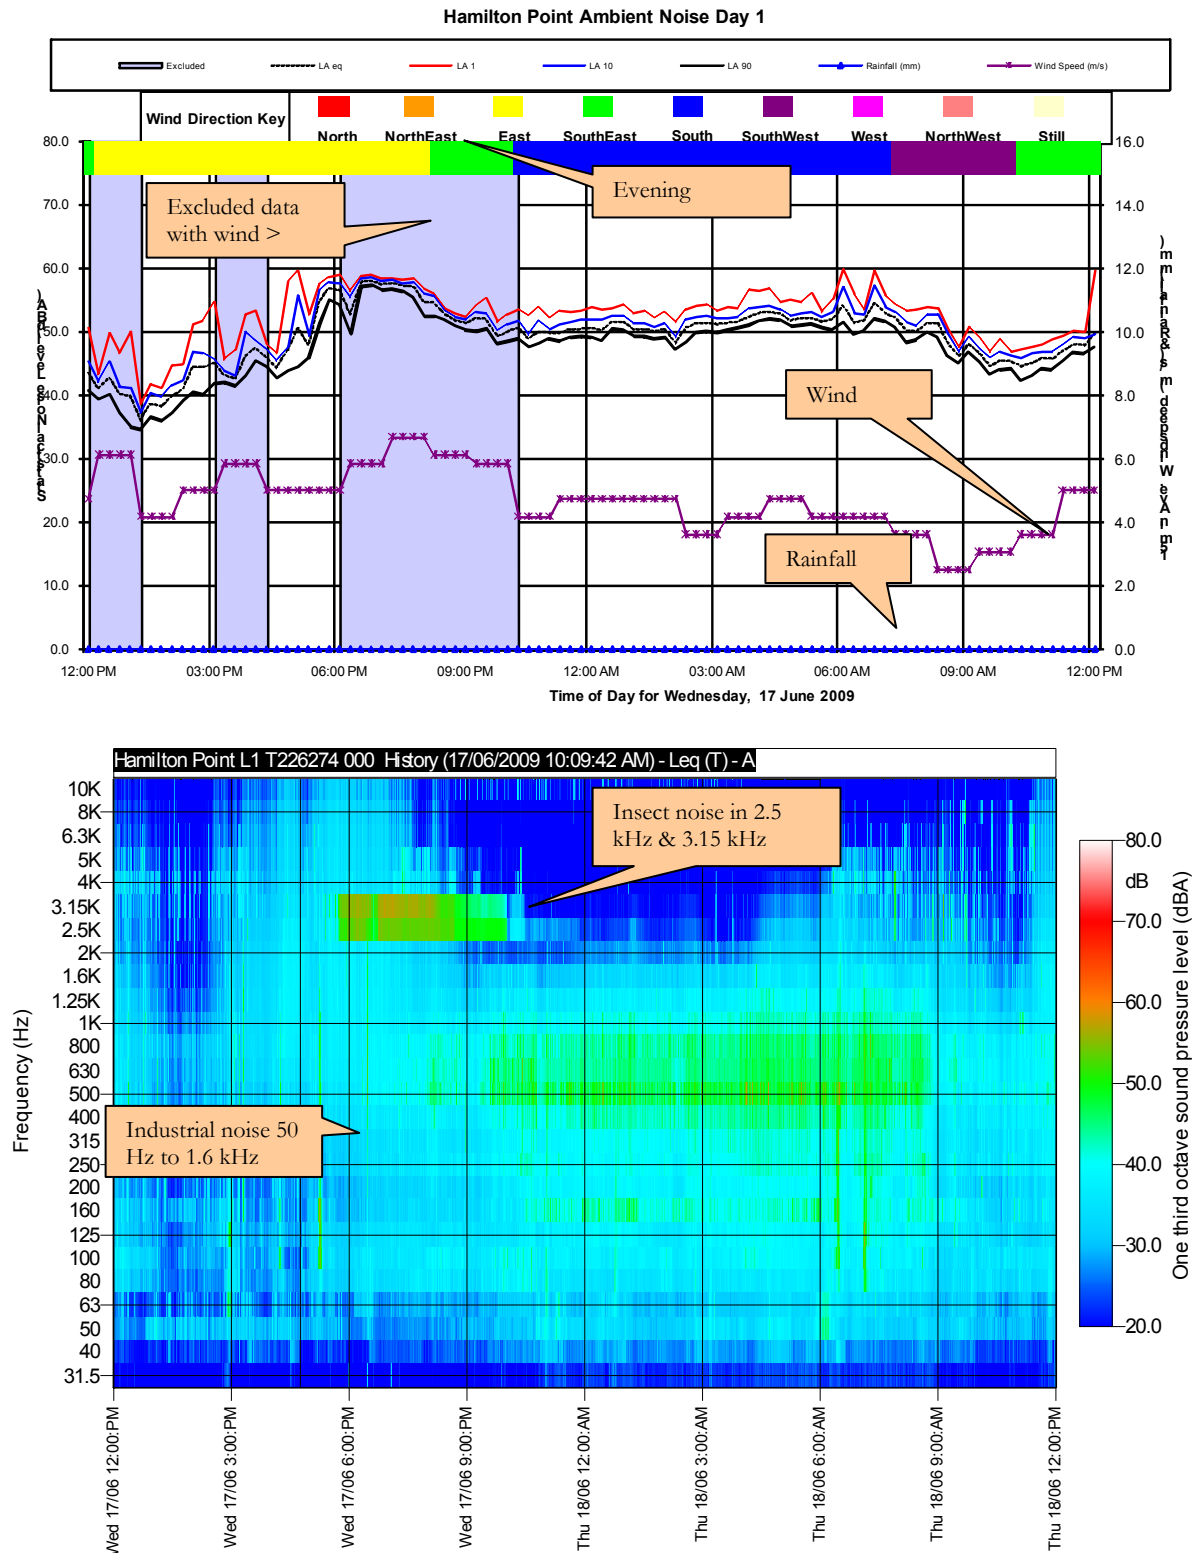 Hamilton Point Ambient Noise Day 1
Excluded
LA eq
LA 1
LA 10
LA 90
Rainfall (mm)
Wind Speed (m/s)
Wind Direction Key
North
NorthEast
East
SouthEast
South
SouthWest
West
NorthWest
Still
80.0
70.0
60.0
50.0
40.0
30.0
20.0
10.0
0.0
16.0
14.0
12.0
10.0
8.0
6.0
4.0
2.0
0.0
Excluded data
with wind >
Evening
Wind
Rainfall
12:00 PM
03:00 PM
06:00 PM
09:00 PM
12:00 AM
03:00 AM
06:00 AM
09:00 AM
12:00 PM
Time of Day for Wednesday, 17 June 2009
Hamilton Point L1 T226274 000 History (17/06/2009 10:09:42 AM) - Leq (T) - A
Frequency (Hz)
10K
8K
6.3K
5K
4K
3.15K
2.5K
2K
1.6K
1.25K
1K
800
630
500
400
315
250
200
160
125
100
80
63
50
40
31.5
Insect noise in 2.5
kHz & 3.15 kHz
Industrial noise 50
Hz to 1.6 kHz
80.0
dB
70.0
60.0
50.0
40.0
30.0
20.0
One third octave sound pressure level (dBA)
Wed 17/06 12:00:PM
Wed 17/06 3:00:PM
Wed 17/06 6:00:PM
Wed 17/06 9:00:PM
Thu 18/06 12:00:AM
Thu 18/06 3:00:AM
Thu 18/06 6:00:AM
Thu 18/06 9:00:AM
Thu 18/06 12:00:PM